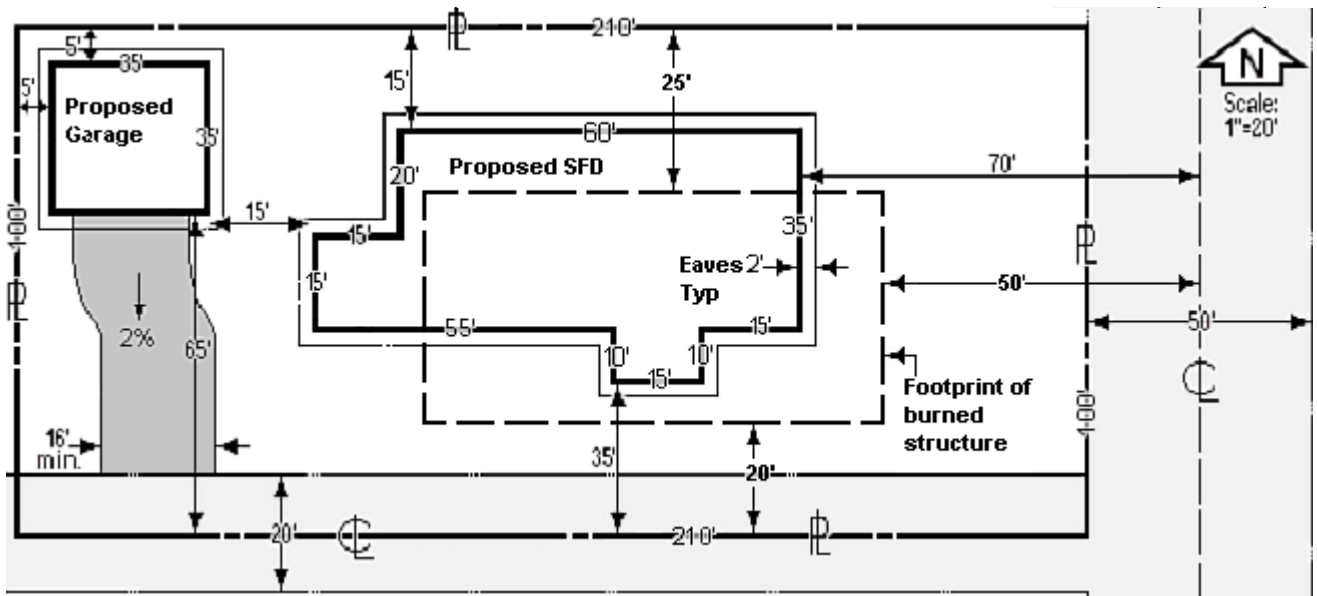 210'
5'
35'
15'
25'
N
Scale:
1"=20'
5'
Proposed
Garage
35'
60'
Proposed SFD
20'
70'
100'
15'
15'
35'
15'
Eaves 2'
Typ
50'
2%
65'
55'
15'
50'
10'
10'
15'
Footprint of
burned
structure
100'
16'
min.
35'
20'
20'
210'
PL
PL
PL
PL
CL
CL